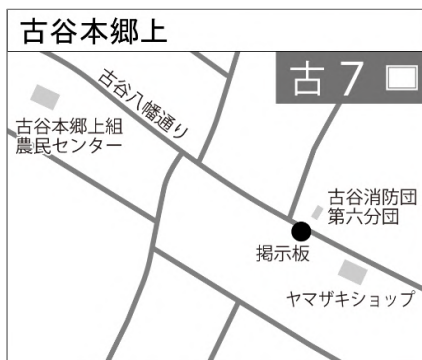 古谷本郷上
古7
古谷八幡通り
古谷本郷上組
農民センター
古谷消防団
第六分団
掲示板
ヤマザキショップ